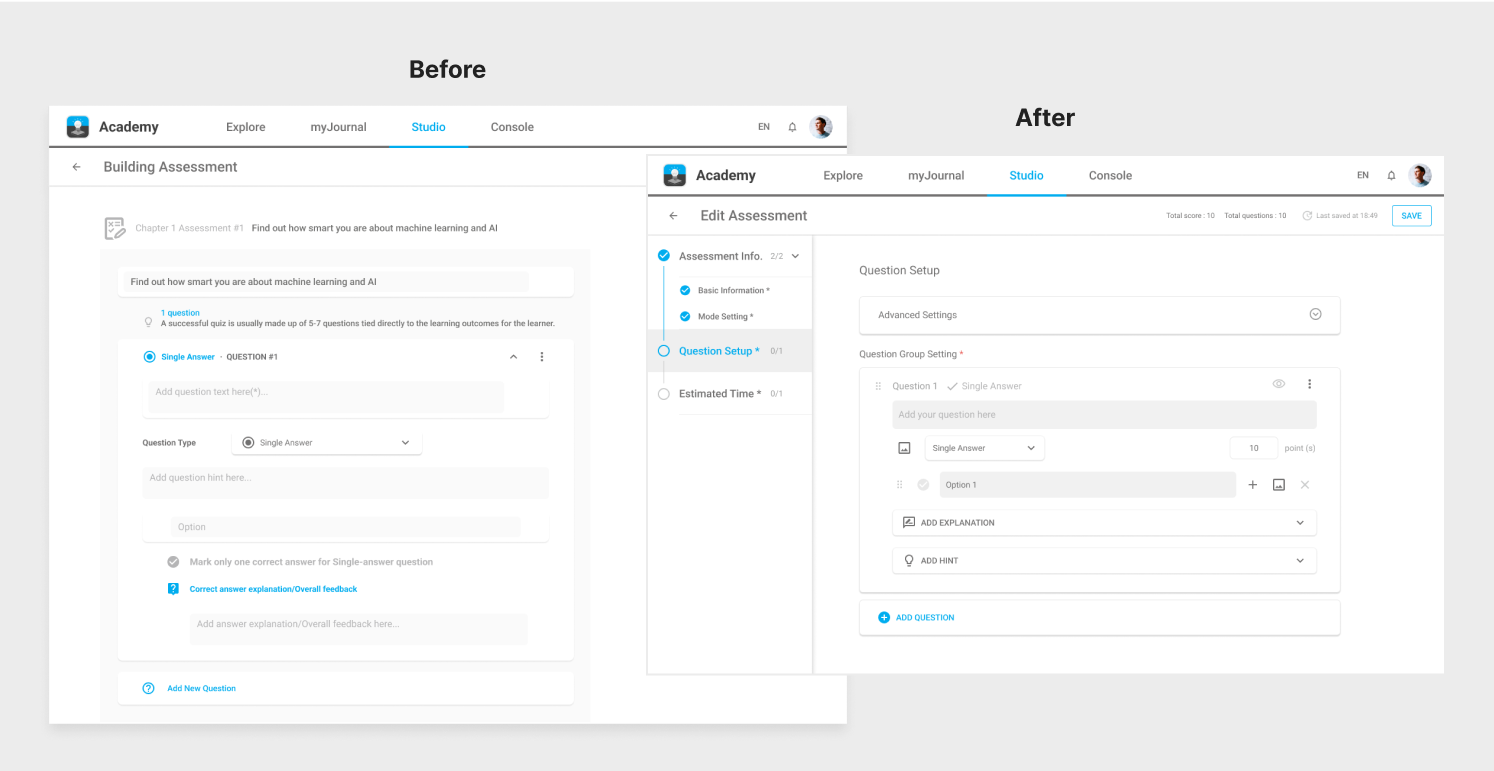 Before
Academy Explore myJournal Studio Console EN
Building Assessment
Chapter 1 Assessment #1 Find out how smart you are about machine learning and AI
Find out how smart you are about machine learning and AI
1 question
A successful quiz is usually made up of 5-7 questions tied directly to the learning outcomes for the learner.
Single Answer · QUESTION #1
Add question text here(*)...
Question Type Single Answer
Add question hint here...
Option
Mark only one correct answer for Single-answer question
Correct answer explanation/Overall feedback
Add answer explanation/Overall feedback here...
Add New Question
After
Academy Explore myJournal Studio Console EN
Edit Assessment Total score : 10 Total questions : 10 Last saved at 18:49 SAVE
Assessment Info. 2/2
Basic Information *
Mode Setting *
Question Setup * 0/1
Estimated Time * 0/1
Question Setup
Advanced Settings
Question Group Setting *
Question 1 Single Answer
Add your question here
Single Answer 10 point (s)
Option 1
ADD EXPLANATION
ADD HINT
ADD QUESTION